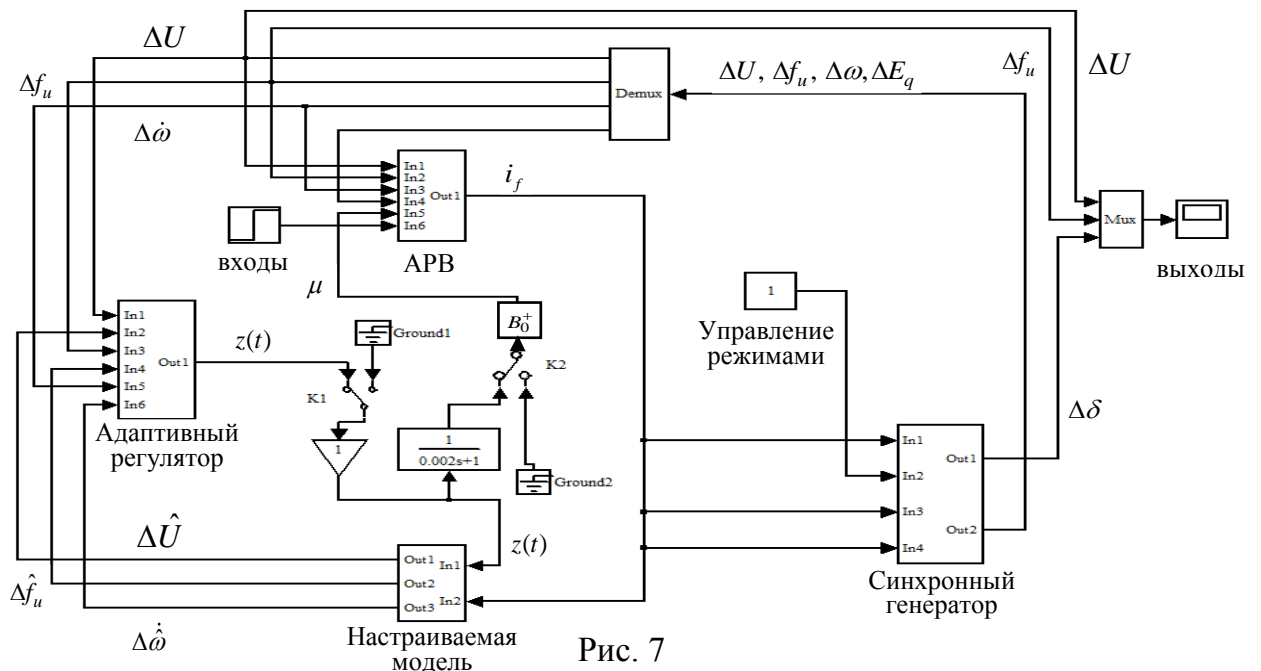 ΔU
Δf_u
Δω̇
Demux
ΔU, Δf_u, Δω, ΔE_q
Δf_u
ΔU
In1
In2
In3
In4
In5
In6
Out1
АРВ
i_f
входы
μ
Mux
выходы
1
Управление
режимами
In1
In2
In3
In4
In5
In6
Out1
Адаптивный
регулятор
z(t)
Ground1
K1
1
B_0^+
K2
1
0.002s+1
Ground2
In1
In2
In3
In4
Out1
Out2
Синхронный
генератор
Δδ
ΔÛ
Δf̂_u
Δω̇̂
Out1
Out2
Out3
In1
In2
z(t)
Настраиваемая
модель
Рис. 7